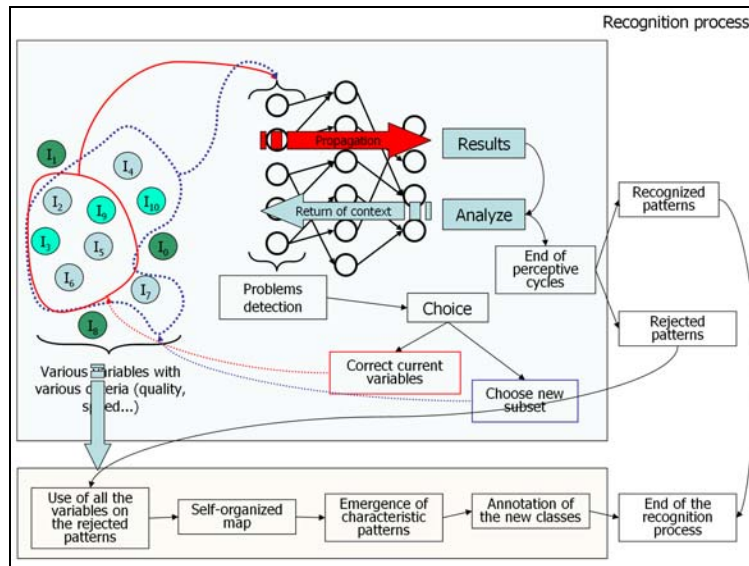 Recognition process
I1
I4
I2
I9
I10
I3
I5
I0
I6
I7
I8
Propagation
Results
Return of context
Analyze
Recognized
patterns
End of
perceptive
cycles
Problems
detection
Choice
Rejected
patterns
Various variables with
various criteria (quality,
speed...)
Correct current
variables
Choose new
subset
Use of all the
variables on
the rejected
patterns
Self-organized
map
Emergence of
characteristic
patterns
Annotation
of the new classes
End of the
recognition
process